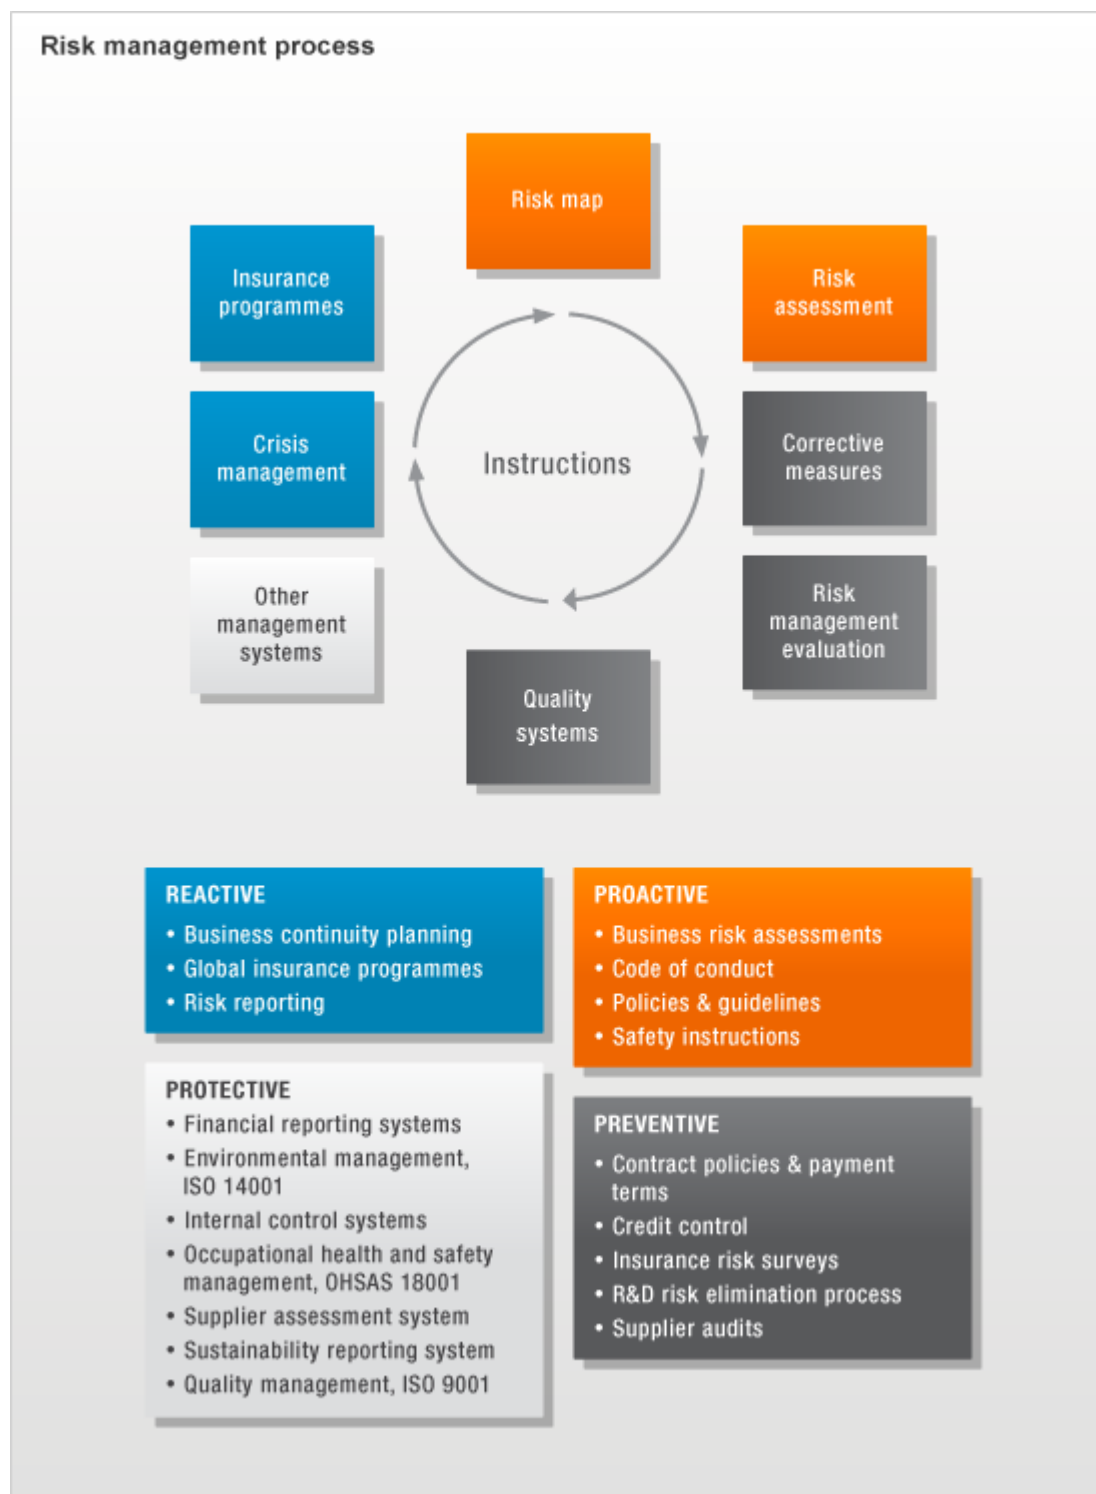 Risk management process
Risk map
Insurance
programmes
Risk
assessment
Crisis
management
Instructions
Corrective
measures
Other
management
systems
Risk
management
evaluation
Quality
systems
REACTIVE
• Business continuity planning
• Global insurance programmes
• Risk reporting
PROACTIVE
• Business risk assessments
• Code of conduct
• Policies & guidelines
• Safety instructions
PROTECTIVE
• Financial reporting systems
• Environmental management,
ISO 14001
• Internal control systems
• Occupational health and safety
management, OHSAS 18001
• Supplier assessment system
• Sustainability reporting system
• Quality management, ISO 9001
PREVENTIVE
• Contract policies & payment
terms
• Credit control
• Insurance risk surveys
• R&D risk elimination process
• Supplier audits